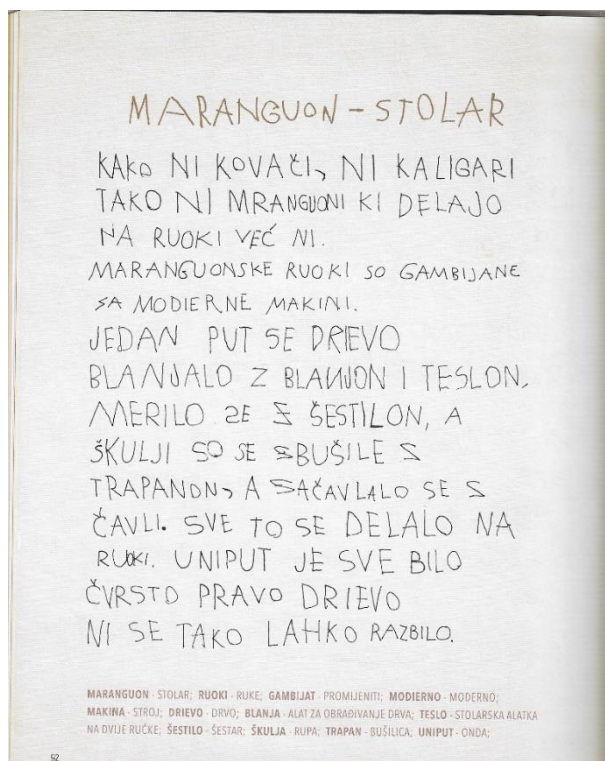 MARANGUON - STOLAR
KAKO NI KOVAČI, NI KALIGARI
TAKO NI MRANGUONI KI DELAJO
NA RUOKI VEĆ NI.
MARANGUONSKE RUOKI SO GAMBIJANE
SA MODIERNE MAKINI.
JEDAN PUT SE DRIEVO
BLANJALO Z BLANJON I TESLON,
MERILO SE S ŠESTILON, A
ŠKULJI SO SE SBUŠILE S
TRAPANON, A SAČAVLALO SE S
ČAVLI. SVE TO SE DELALO NA
RUOKI. UNIPUT JE SVE BILO
ČVRSTO PRAVO DRIEVO
NI SE TAKO LAHKO RAZBILO.
MARANGUON - STOLAR; RUOKI - RUKE; GAMBIJAT - PROMIJENITI; MODIERNO - MODERNO;
MAKINA - STROJ; DRIEVO - DRVO; BLANJA - ALAT ZA OBRAĐIVANJE DRVA; TESLO - STOLARSKA ALATKA
NA DVIJE RUČKE; ŠESTILO - ŠESTAR; ŠKULJA - RUPA; TRAPAN - BUŠILICA; UNIPUT - ONDA;
52